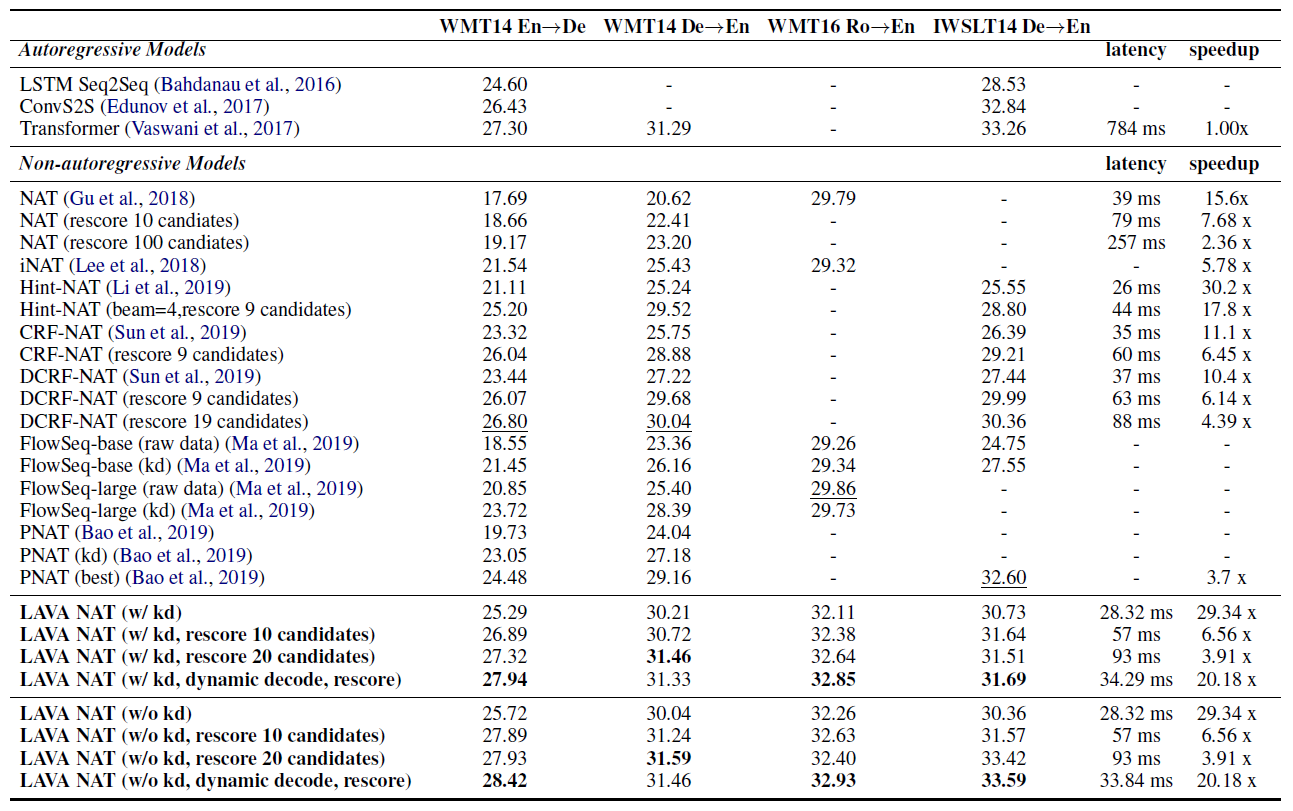 WMT14 En→De WMT14 De→En WMT16 Ro→En IWSLT14 De→En
Autoregressive Models latency speedup
LSTM Seq2Seq (Bahdanau et al., 2016) 24.60 - - 28.53 - -
ConvS2S (Edunov et al., 2017) 26.43 - - 32.84 - -
Transformer (Vaswani et al., 2017) 27.30 31.29 - 33.26 784 ms 1.00x
Non-autoregressive Models latency speedup
NAT (Gu et al., 2018) 17.69 20.62 29.79 - 39 ms 15.6x
NAT (rescore 10 candiates) 18.66 22.41 - - 79 ms 7.68 x
NAT (rescore 100 candiates) 19.17 23.20 - - 257 ms 2.36 x
iNAT (Lee et al., 2018) 21.54 25.43 29.32 - - 5.78 x
Hint-NAT (Li et al., 2019) 21.11 25.24 - 25.55 26 ms 30.2 x
Hint-NAT (beam=4,rescore 9 candidates) 25.20 29.52 - 28.80 44 ms 17.8 x
CRF-NAT (Sun et al., 2019) 23.32 25.75 - 26.39 35 ms 11.1 x
CRF-NAT (rescore 9 candidates) 26.04 28.88 - 29.21 60 ms 6.45 x
DCRF-NAT (Sun et al., 2019) 23.44 27.22 - 27.44 37 ms 10.4 x
DCRF-NAT (rescore 9 candidates) 26.07 29.68 - 29.99 63 ms 6.14 x
DCRF-NAT (rescore 19 candidates) 26.80 30.04 - 30.36 88 ms 4.39 x
FlowSeq-base (raw data) (Ma et al., 2019) 18.55 23.36 29.26 24.75 - -
FlowSeq-base (kd) (Ma et al., 2019) 21.45 26.16 29.34 27.55 - -
FlowSeq-large (raw data) (Ma et al., 2019) 20.85 25.40 29.86 - - -
FlowSeq-large (kd) (Ma et al., 2019) 23.72 28.39 29.73 - - -
PNAT (Bao et al., 2019) 19.73 24.04 - - - -
PNAT (kd) (Bao et al., 2019) 23.05 27.18 - - - -
PNAT (best) (Bao et al., 2019) 24.48 29.16 - 32.60 - 3.7 x
LAVA NAT (w/ kd) 25.29 30.21 32.11 30.73 28.32 ms 29.34 x
LAVA NAT (w/ kd, rescore 10 candidates) 26.89 30.72 32.38 31.64 57 ms 6.56 x
LAVA NAT (w/ kd, rescore 20 candidates) 27.32 31.46 32.64 31.51 93 ms 3.91 x
LAVA NAT (w/ kd, dynamic decode, rescore) 27.94 31.33 32.85 31.69 34.29 ms 20.18 x
LAVA NAT (w/o kd) 25.72 30.04 32.26 30.36 28.32 ms 29.34 x
LAVA NAT (w/o kd, rescore 10 candidates) 27.89 31.24 32.63 31.57 57 ms 6.56 x
LAVA NAT (w/o kd, rescore 20 candidates) 27.93 31.59 32.40 33.42 93 ms 3.91 x
LAVA NAT (w/o kd, dynamic decode, rescore) 28.42 31.46 32.93 33.59 33.84 ms 20.18 x